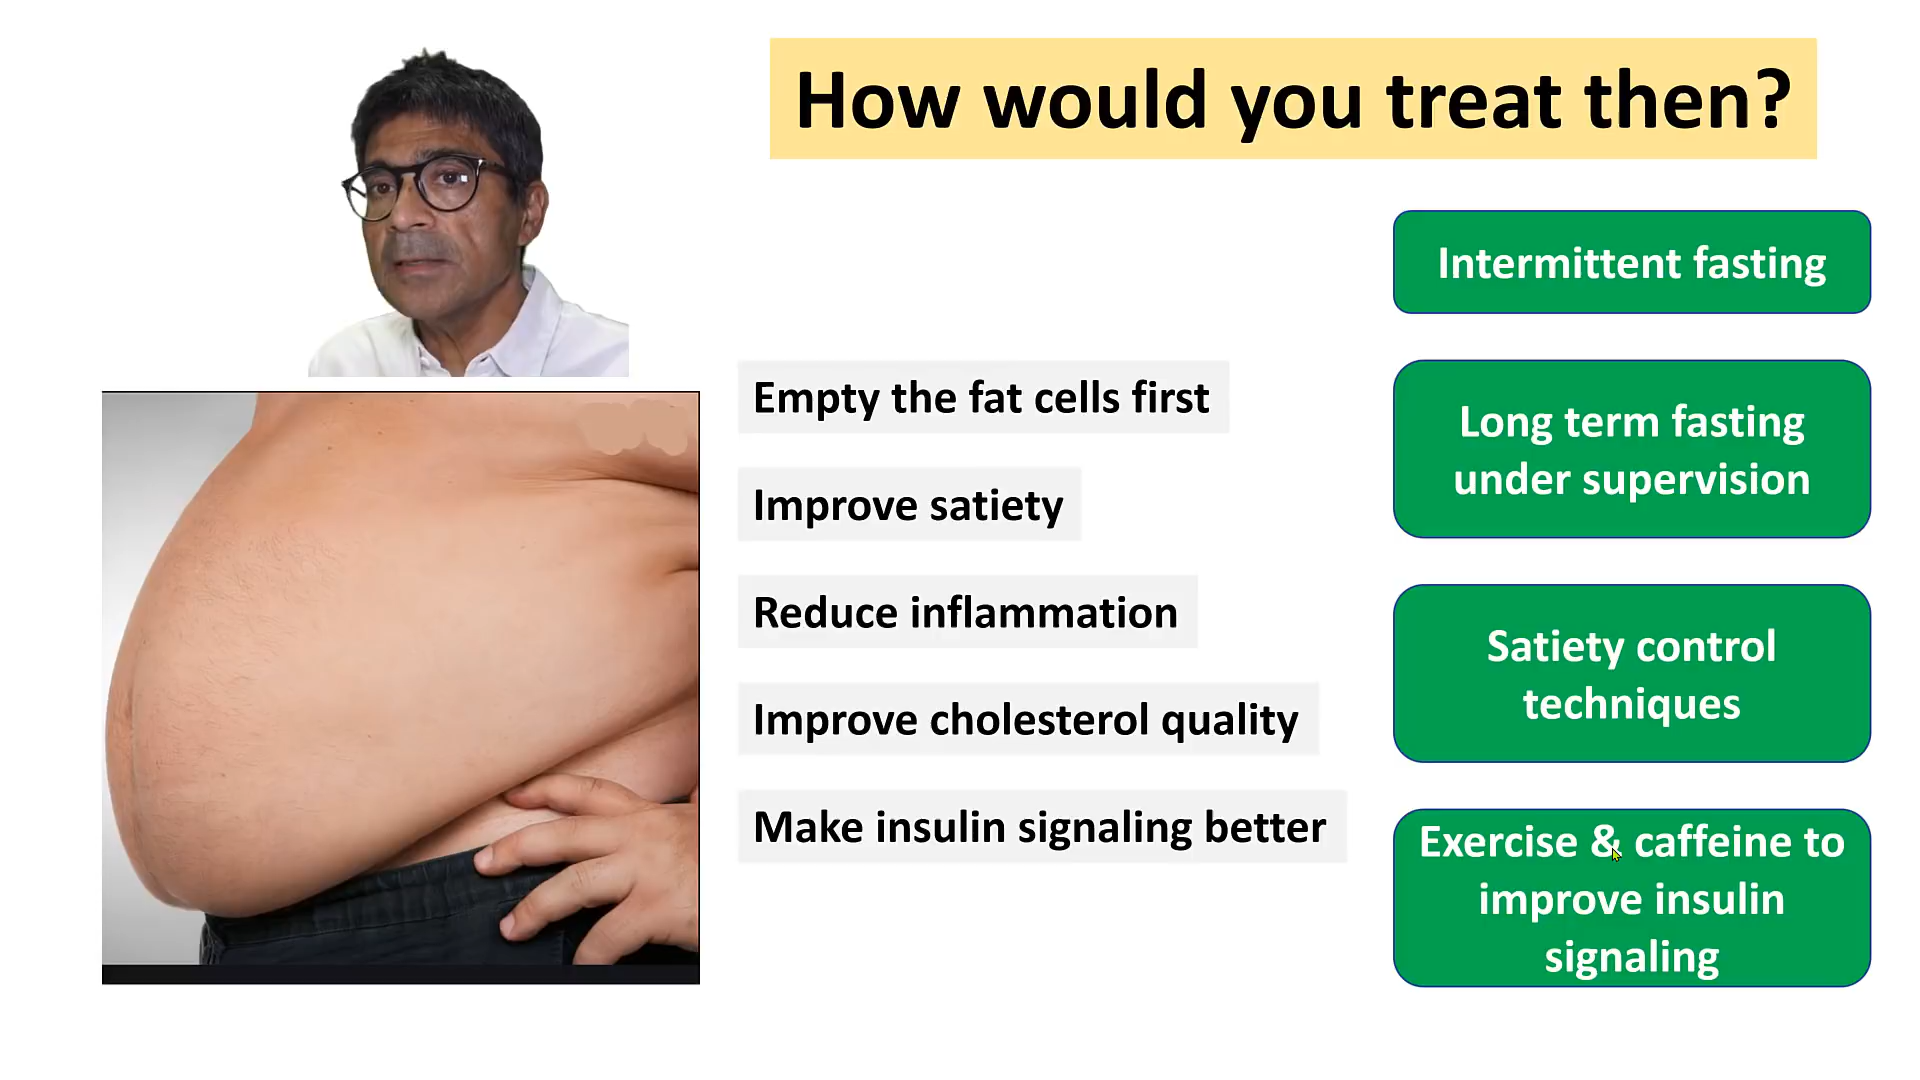 How would you treat then?
Empty the fat cells first
Improve satiety
Reduce inflammation
Improve cholesterol quality
Make insulin signaling better
Intermittent fasting
Long term fasting
under supervision
Satiety control
techniques
Exercise & caffeine to
improve insulin
signaling